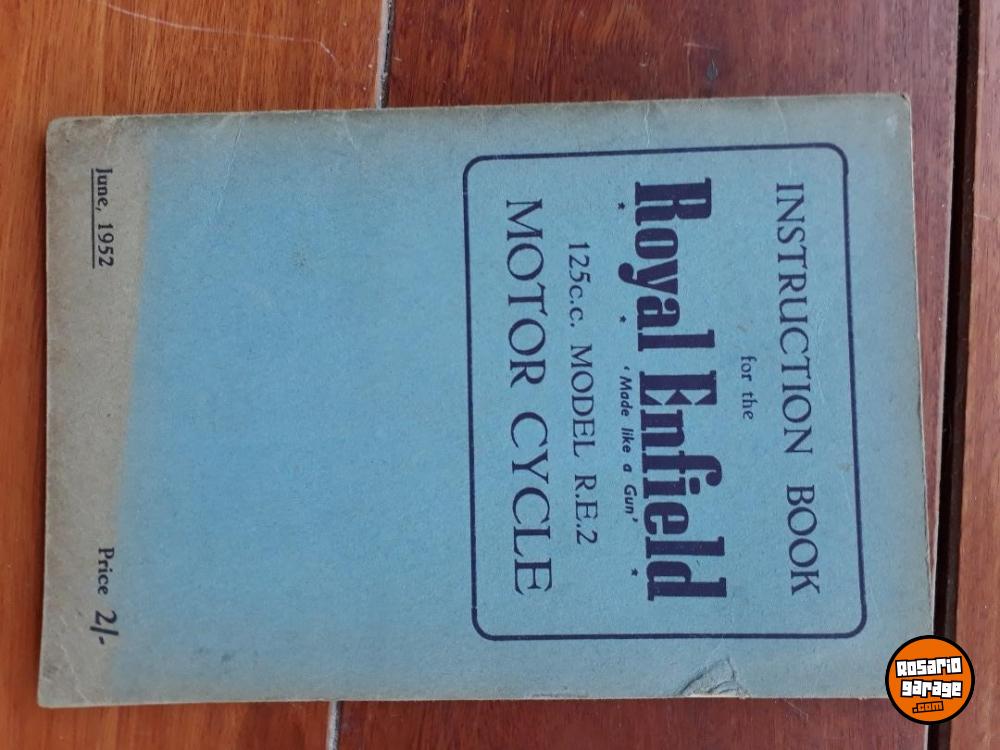 INSTRUCTION BOOK
for the
Royal Enfield
* * 'Made like a Gun' *
125c.c. MODEL R.E.2
MOTOR CYCLE
June, 1952 Price 2/-
ROSARIO
garage
.com